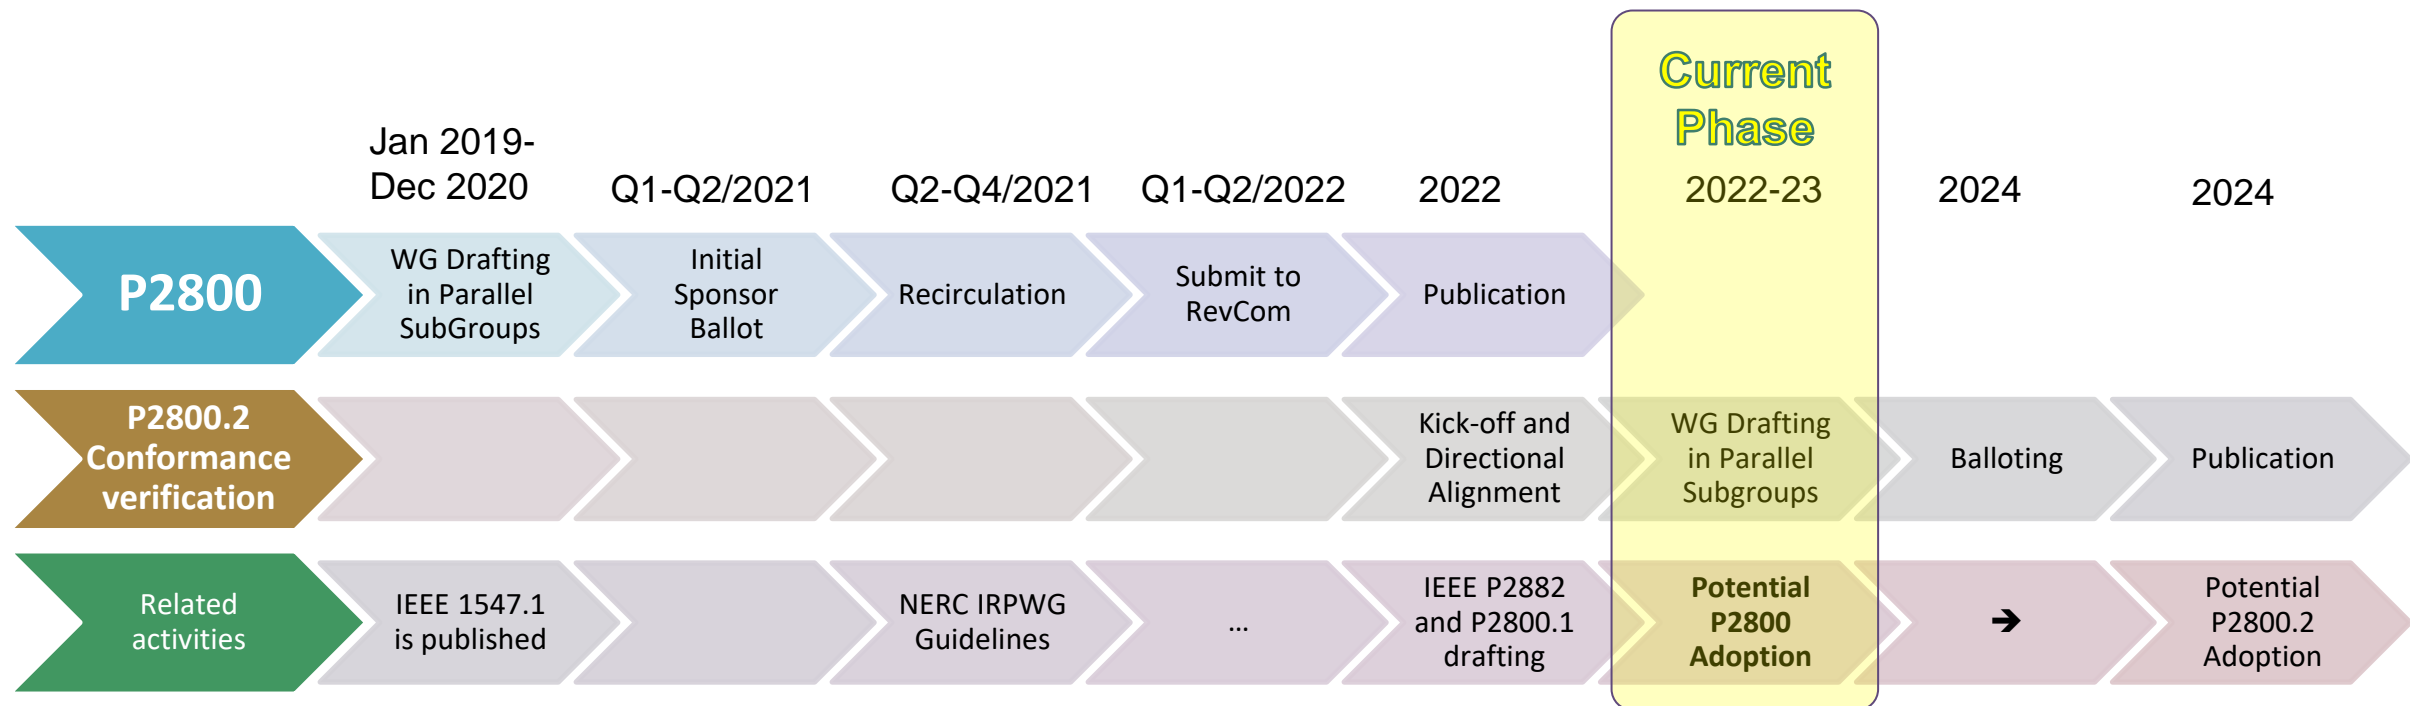 Current
Phase
Jan 2019-
Dec 2020
Q1-Q2/2021
Q2-Q4/2021
Q1-Q2/2022
2022
2022-23
2024
2024
P2800
WG Drafting
in Parallel
SubGroups
Initial
Sponsor
Ballot
Recirculation
Submit to
RevCom
Publication
P2800.2
Conformance
verification
Kick-off and
Directional
Alignment
WG Drafting
in Parallel
Subgroups
Balloting
Publication
Related
activities
IEEE 1547.1
is published
NERC IRPWG
Guidelines
...
IEEE P2882
and P2800.1
drafting
Potential
P2800
Adoption
➔
Potential
P2800.2
Adoption